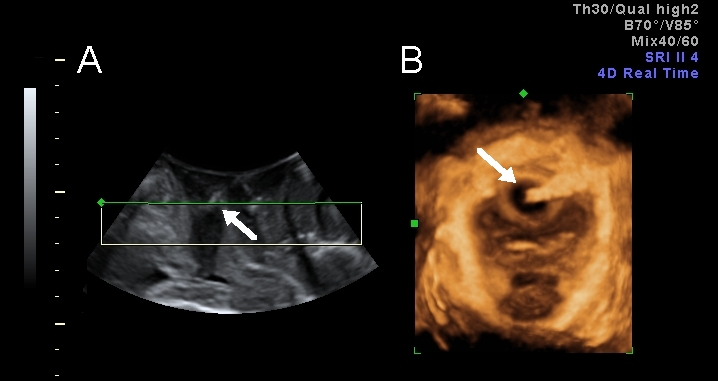 Th30/Qual high2
B70°/V85°
Mix40/60
SRI II 4
4D Real Time
A
B